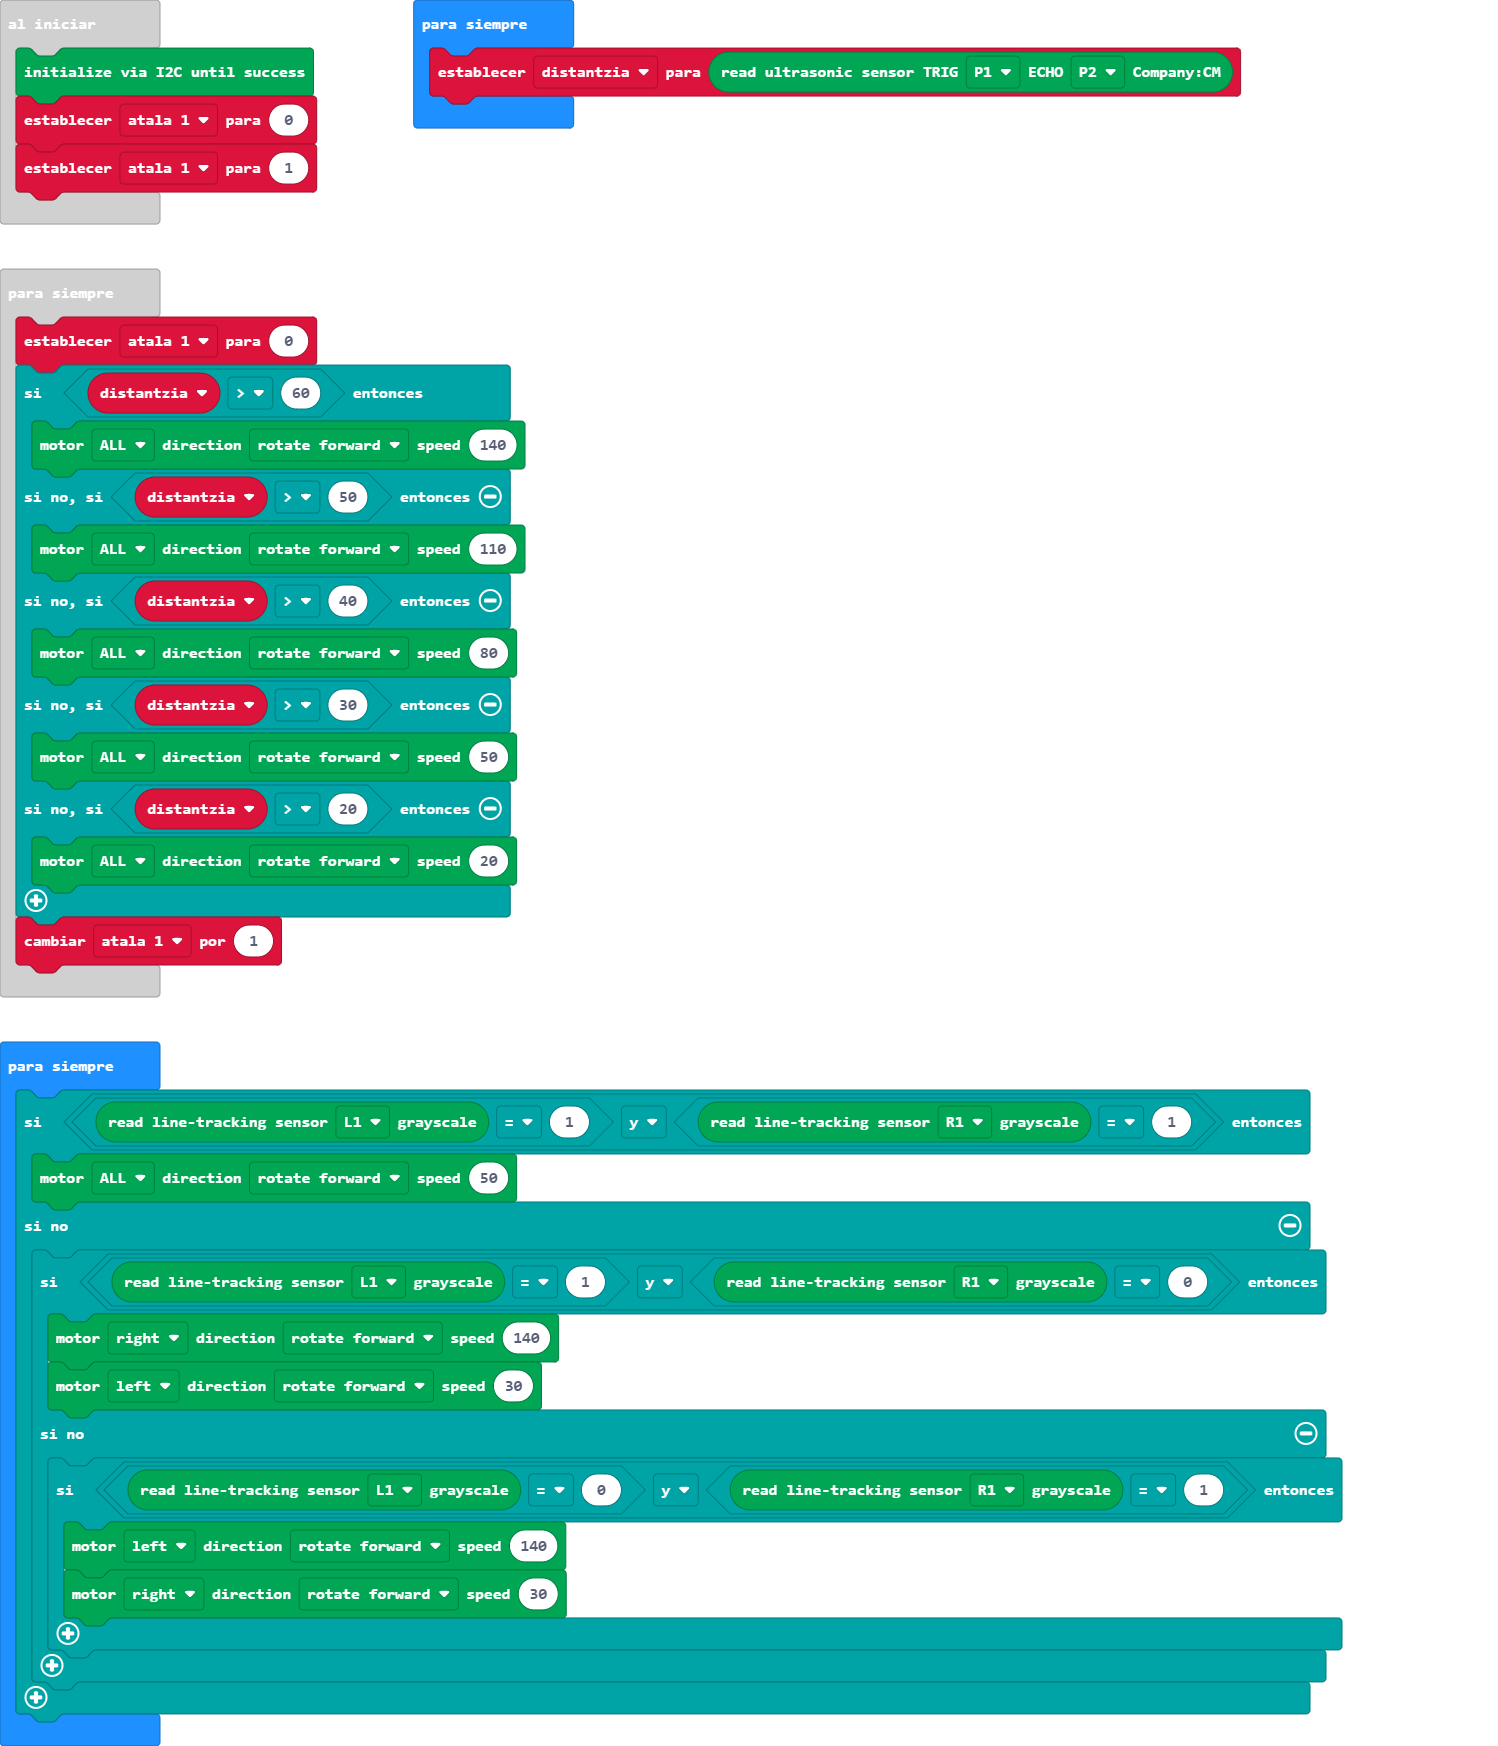 al iniciar
initialize via I2C until success
establecer atala 1 para 0
establecer atala 1 para 1
para siempre
establecer distantzia para read ultrasonic sensor TRIG P1 ECHO P2 Company:CM
para siempre
establecer atala 1 para 0
si distantzia > 60 entonces
motor ALL direction rotate forward speed 140
si no, si distantzia > 50 entonces
motor ALL direction rotate forward speed 110
si no, si distantzia > 40 entonces
motor ALL direction rotate forward speed 80
si no, si distantzia > 30 entonces
motor ALL direction rotate forward speed 50
si no, si distantzia > 20 entonces
motor ALL direction rotate forward speed 20
cambiar atala 1 por 1
para siempre
si read line-tracking sensor L1 grayscale = 1 y read line-tracking sensor R1 grayscale = 1 entonces
motor ALL direction rotate forward speed 50
si no
si read line-tracking sensor L1 grayscale = 1 y read line-tracking sensor R1 grayscale = 0 entonces
motor right direction rotate forward speed 140
motor left direction rotate forward speed 30
si no
si read line-tracking sensor L1 grayscale = 0 y read line-tracking sensor R1 grayscale = 1 entonces
motor left direction rotate forward speed 140
motor right direction rotate forward speed 30